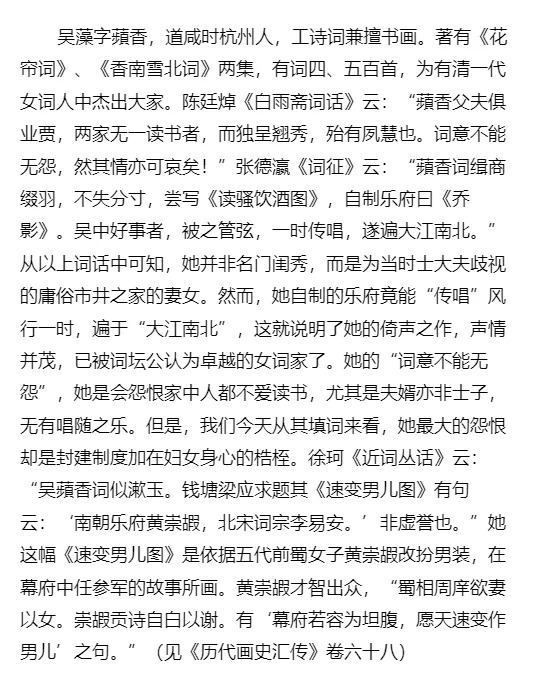 吴藻字蘋香，道咸时杭州人，工诗词兼擅书画。著有《花
帘词》、《香南雪北词》两集，有词四、五百首，为有清一代
女词人中杰出大家。陈廷焯《白雨斋词话》云：“蘋香父夫俱
业贾，两家无一读书者，而独呈翘秀，殆有夙慧也。词意不能
无怨，然其情亦可哀矣！”张德瀛《词征》云：“蘋香词缉商
缀羽，不失分寸，尝写《读骚饮酒图》，自制乐府曰《乔
影》。吴中好事者，被之管弦，一时传唱，遂遍大江南北。”
从以上词话中可知，她并非名门闺秀，而是为当时士大夫歧视
的庸俗市井之家的妻女。然而，她自制的乐府竟能“传唱”风
行一时，遍于“大江南北”，这就说明了她的倚声之作，声情
并茂，已被词坛公认为卓越的女词家了。她的“词意不能无
怨”，她是会怨恨家中人都不爱读书，尤其是夫婿亦非士子，
无有唱随之乐。但是，我们今天从其填词来看，她最大的怨恨
却是封建制度加在妇女身心的桎梏。徐珂《近词丛话》云：
“吴蘋香词似漱玉。钱塘梁应求题其《速变男儿图》有句
云：‘南朝乐府黄崇嘏，北宋词宗李易安。’非虚誉也。”她
这幅《速变男儿图》是依据五代前蜀女子黄崇嘏改扮男装，在
幕府中任参军的故事所画。黄崇嘏才智出众，“蜀相周庠欲妻
以女。崇嘏贡诗自白以谢。有‘幕府若容为坦腹，愿天速变作
男儿’之句。”（见《历代画史汇传》卷六十八）